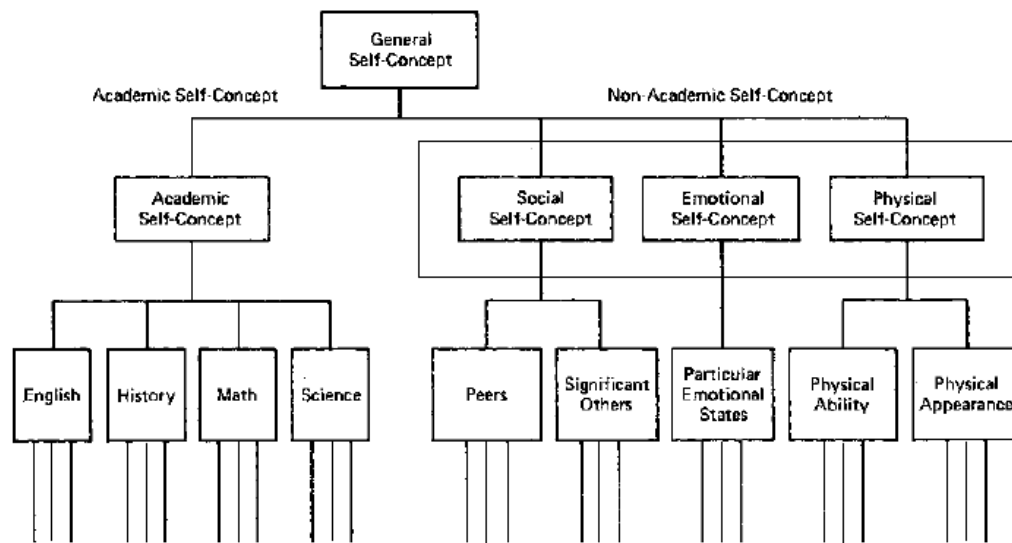 General
Self-Concept
Academic Self-Concept
Non-Academic Self-Concept
Academic
Self-Concept
Social
Self-Concept
Emotional
Self-Concept
Physical
Self-Concept
English
History
Math
Science
Peers
Significant
Others
Particular
Emotional
States
Physical
Ability
Physical
Appearance